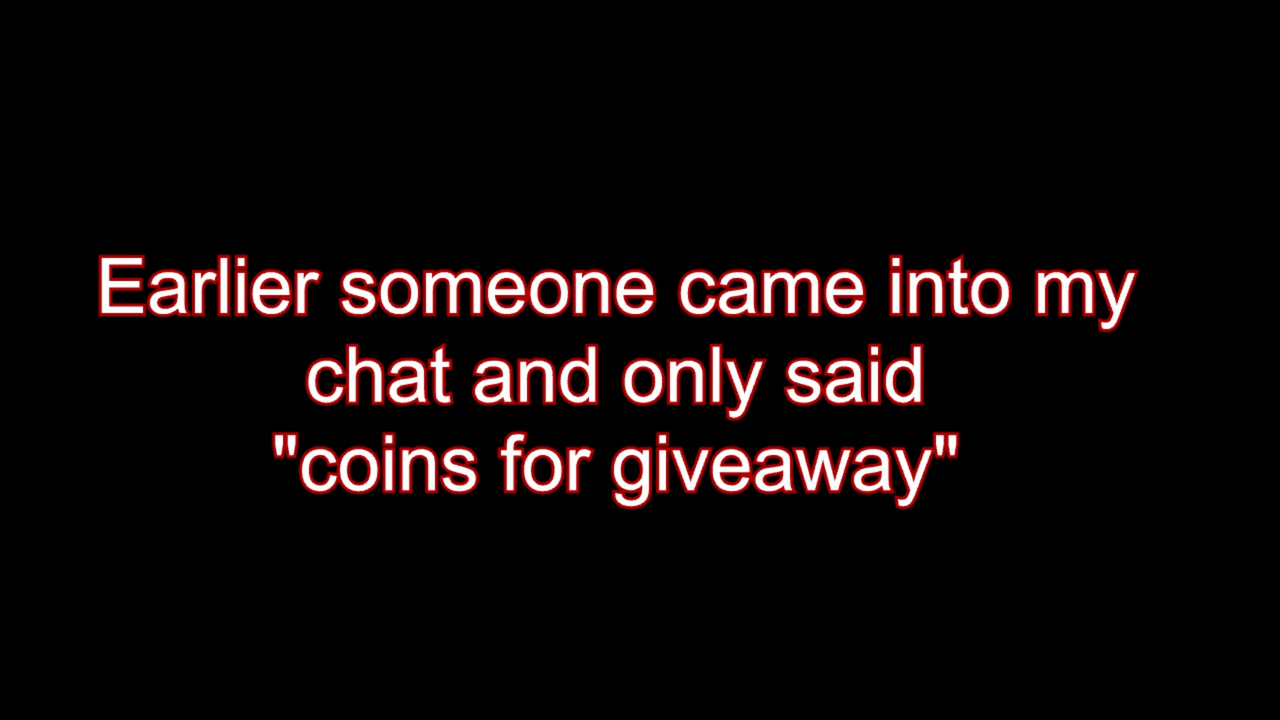 Earlier someone came into my
chat and only said
"coins for giveaway"